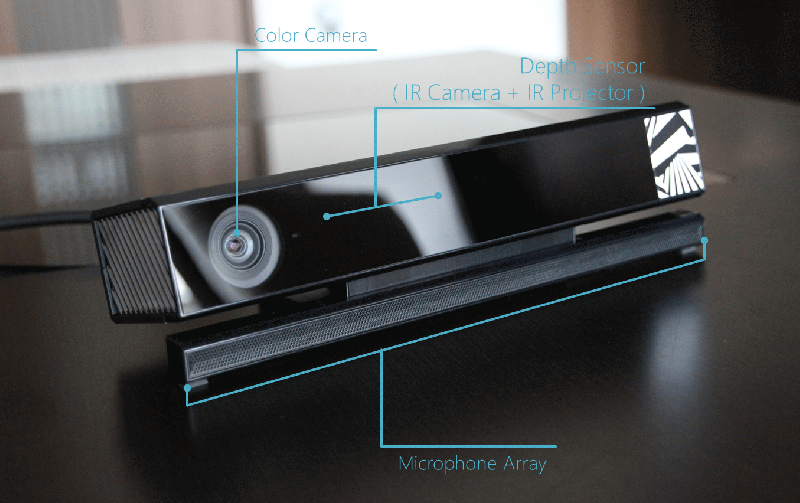 Color Camera
Depth Sensor
( IR Camera + IR Projector )
Microphone Array